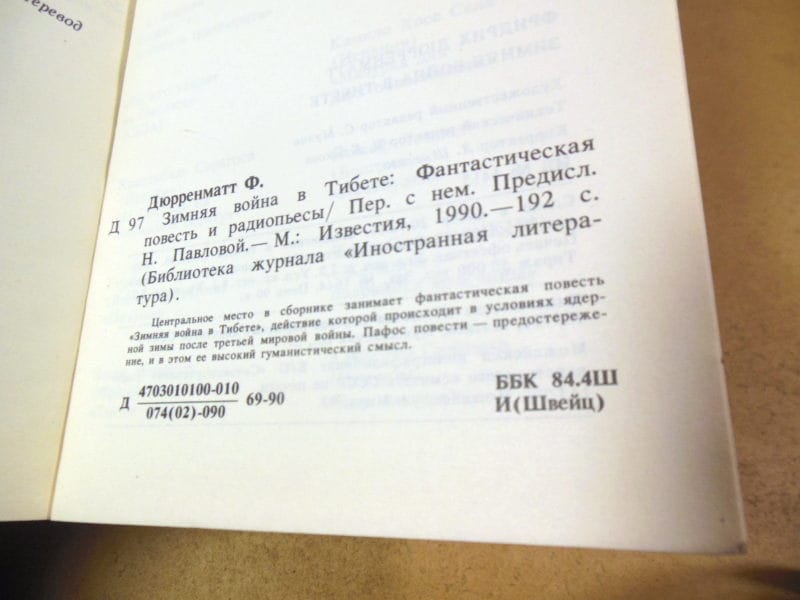 перевод
Дюрренматт Ф.
Д 97 Зимняя война в Тибете: Фантастическая
повесть и радиопьесы/ Пер. с нем. Предисл.
Н. Павловой.— М.: Известия, 1990.—192 с.
(Библиотека журнала «Иностранная литера-
тура).
Центральное место в сборнике занимает фантастическая повесть
«Зимняя война в Тибете», действие которой происходит в условиях ядер-
ной зимы после третьей мировой войны. Пафос повести — предостереже-
ние, и в этом ее высокий гуманистический смысл.
Д 4703010100-010
074(02)-090 69-90
ББК 84.4Ш
И(Швейц)